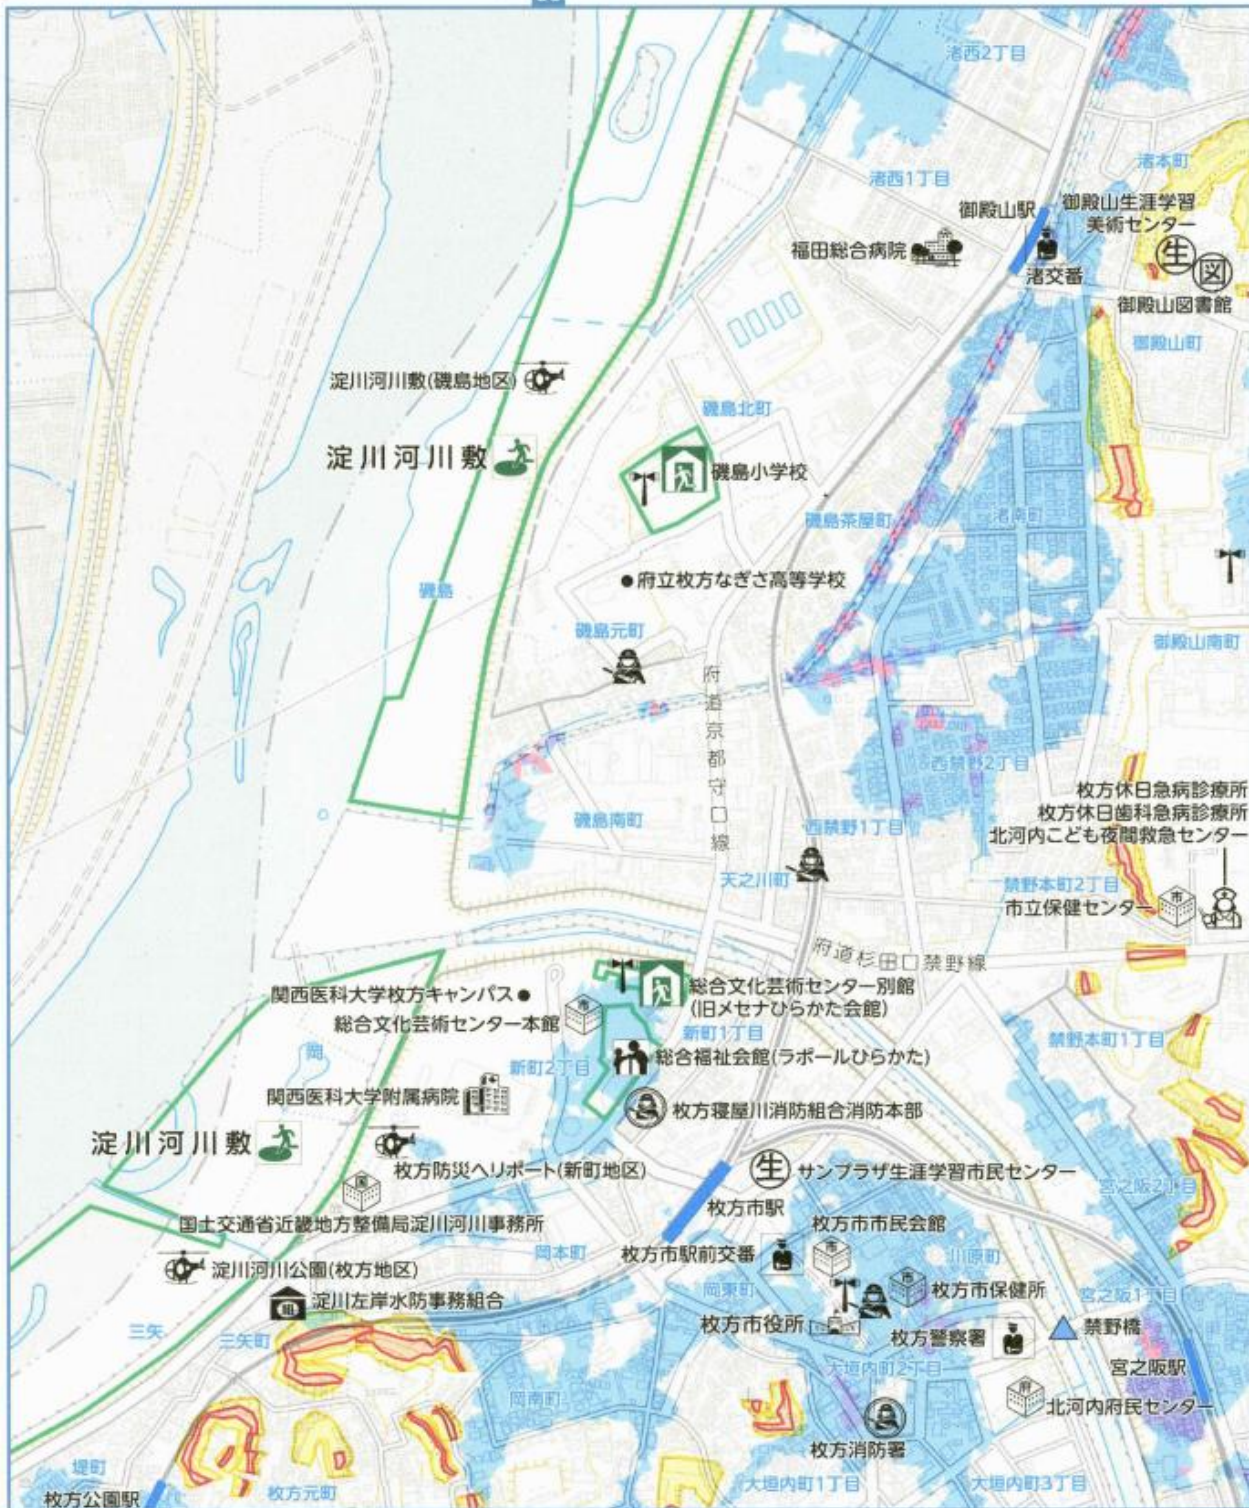 渚西2丁目
渚本町
渚西1丁目
御殿山駅
御殿山生涯学習
美術センター
生
図
福田総合病院
渚交番
御殿山図書館
御殿山町
淀川河川敷(磯島地区)
磯島北町
淀川河川敷
磯島小学校
磯島茶屋町
渚南町
磯島
府立枚方なぎさ高等学校
磯島元町
御殿山南町
府道京都守口線
西禁野2丁目
枚方休日急病診療所
枚方休日歯科急病診療所
北河内こども夜間救急センター
磯島南町
西禁野1丁目
天之川町
禁野本町2丁目
市立保健センター
市
府道杉田口禁野線
関西医科大学枚方キャンパス
総合文化芸術センター別館
(旧メセナひらかた会館)
総合文化芸術センター本館
市
新町1丁目
禁野本町1丁目
岡
新町2丁目
総合福祉会館(ラポールひらかた)
関西医科大学附属病院
枚方寝屋川消防組合消防本部
淀川河川敷
枚方防災ヘリポート(新町地区)
生
サンプラザ生涯学習市民センター
宮之阪2丁目
国
国土交通省近畿地方整備局淀川河川事務所
枚方市駅
枚方市市民会館
岡本町
枚方市駅前交番
市
川原町
淀川河川公園(枚方地区)
岡東町
市
枚方市保健所
宮之阪1丁目
淀川左岸水防事務組合
枚方市役所
枚方警察署
禁野橋
三矢
三矢町
大垣内町2丁目
宮之阪駅
岡南町
府
北河内府民センター
枚方消防署
堤町
枚方公園駅
枚方元町
大垣内町1丁目
大垣内町3丁目